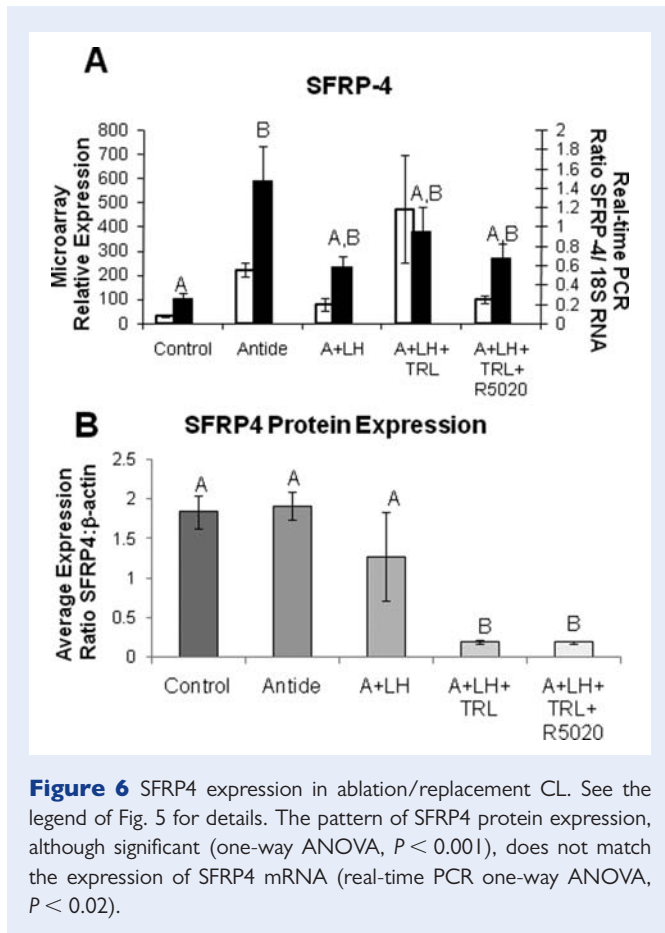 A
SFRP-4
Microarray
Relative Expression
800
700
600
500
400
300
200
100
0
2
1.8
1.6
1.4
1.2
1
0.8
0.6
0.4
0.2
0
Real-time PCR
Ratio SFRP-4/ 18S RNA
A
B
A,B
A,B
A,B
Control
Antide
A+LH
A+LH+
TRL
A+LH+
TRL+
R5020
B
SFRP4 Protein Expression
Average Expression
Ratio SFRP4:β-actin
2.5
2
1.5
1
0.5
0
A
A
A
B
B
Control
Antide
A+LH
A+LH+
TRL
A+LH+
TRL+
R5020
Figure 6 SFRP4 expression in ablation/replacement CL. See the
legend of Fig. 5 for details. The pattern of SFRP4 protein expression,
although significant (one-way ANOVA, P < 0.001), does not match
the expression of SFRP4 mRNA (real-time PCR one-way ANOVA,
P < 0.02).